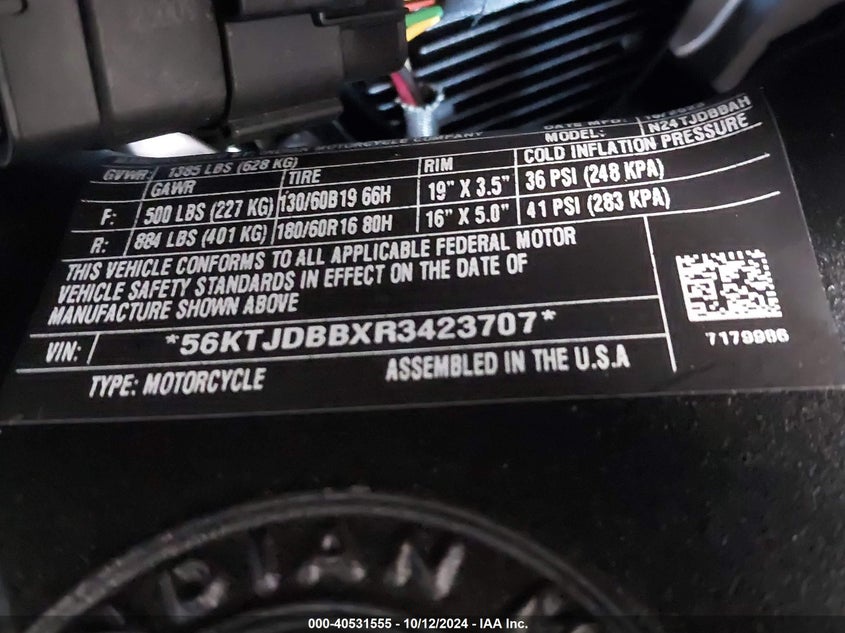 MOTORCYCLE COMPANY DATE MFD: 10/2023
GVWR: 1385 LBS (628 KG) MODEL: N24TJDBBAH
GAWR TIRE RIM COLD INFLATION PRESSURE
F: 500 LBS (227 KG) 130/60B19 66H 19" X 3.5" 36 PSI (248 KPA)
R: 884 LBS (401 KG) 180/60R16 80H 16" X 5.0" 41 PSI (283 KPA)
THIS VEHICLE CONFORMS TO ALL APPLICABLE FEDERAL MOTOR
VEHICLE SAFETY STANDARDS IN EFFECT ON THE DATE OF
MANUFACTURE SHOWN ABOVE
VIN: *56KTJDBBXR3423707*
7179986
TYPE: MOTORCYCLE ASSEMBLED IN THE U.S.A
DIAN M
000-40531555 - 10/12/2024 - IAA Inc.